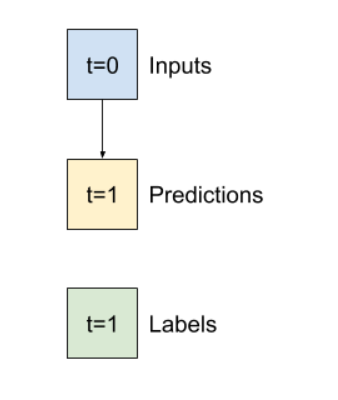 t=0 Inputs
t=1 Predictions
t=1 Labels